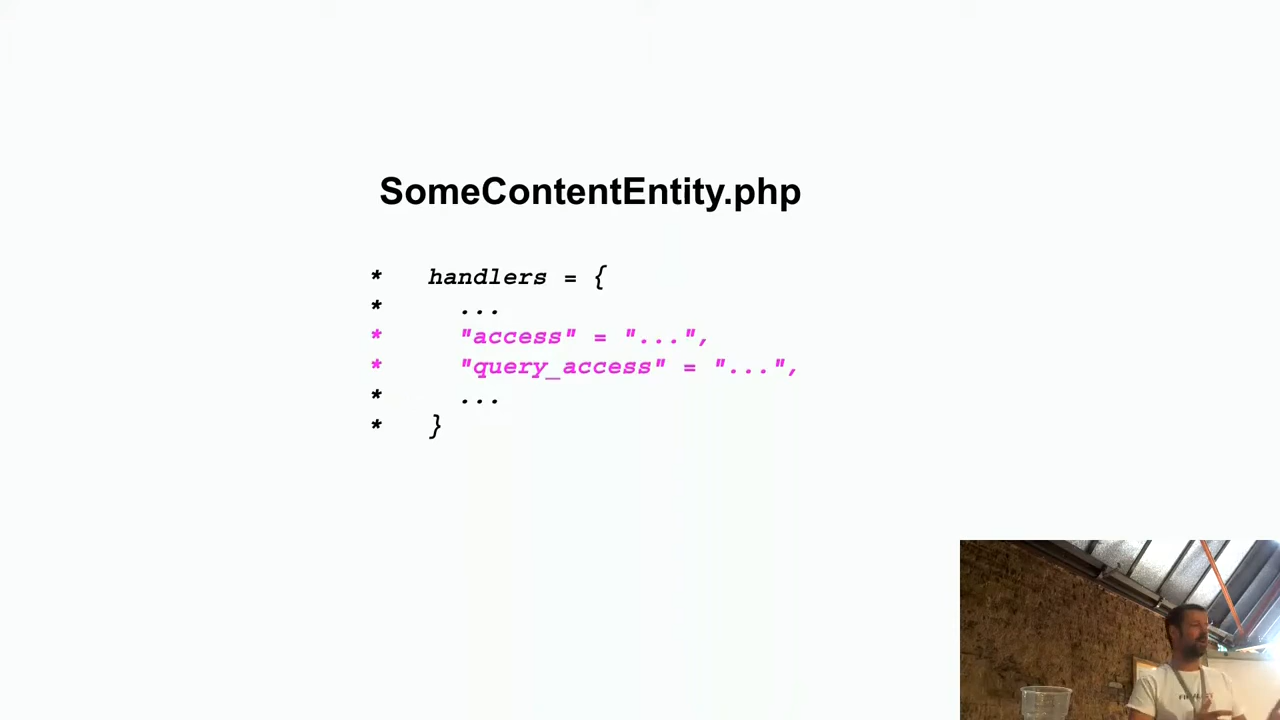 SomeContentEntity.php
* handlers = {
* ...
* "access" = "...",
* "query_access" = "...",
* ...
* }